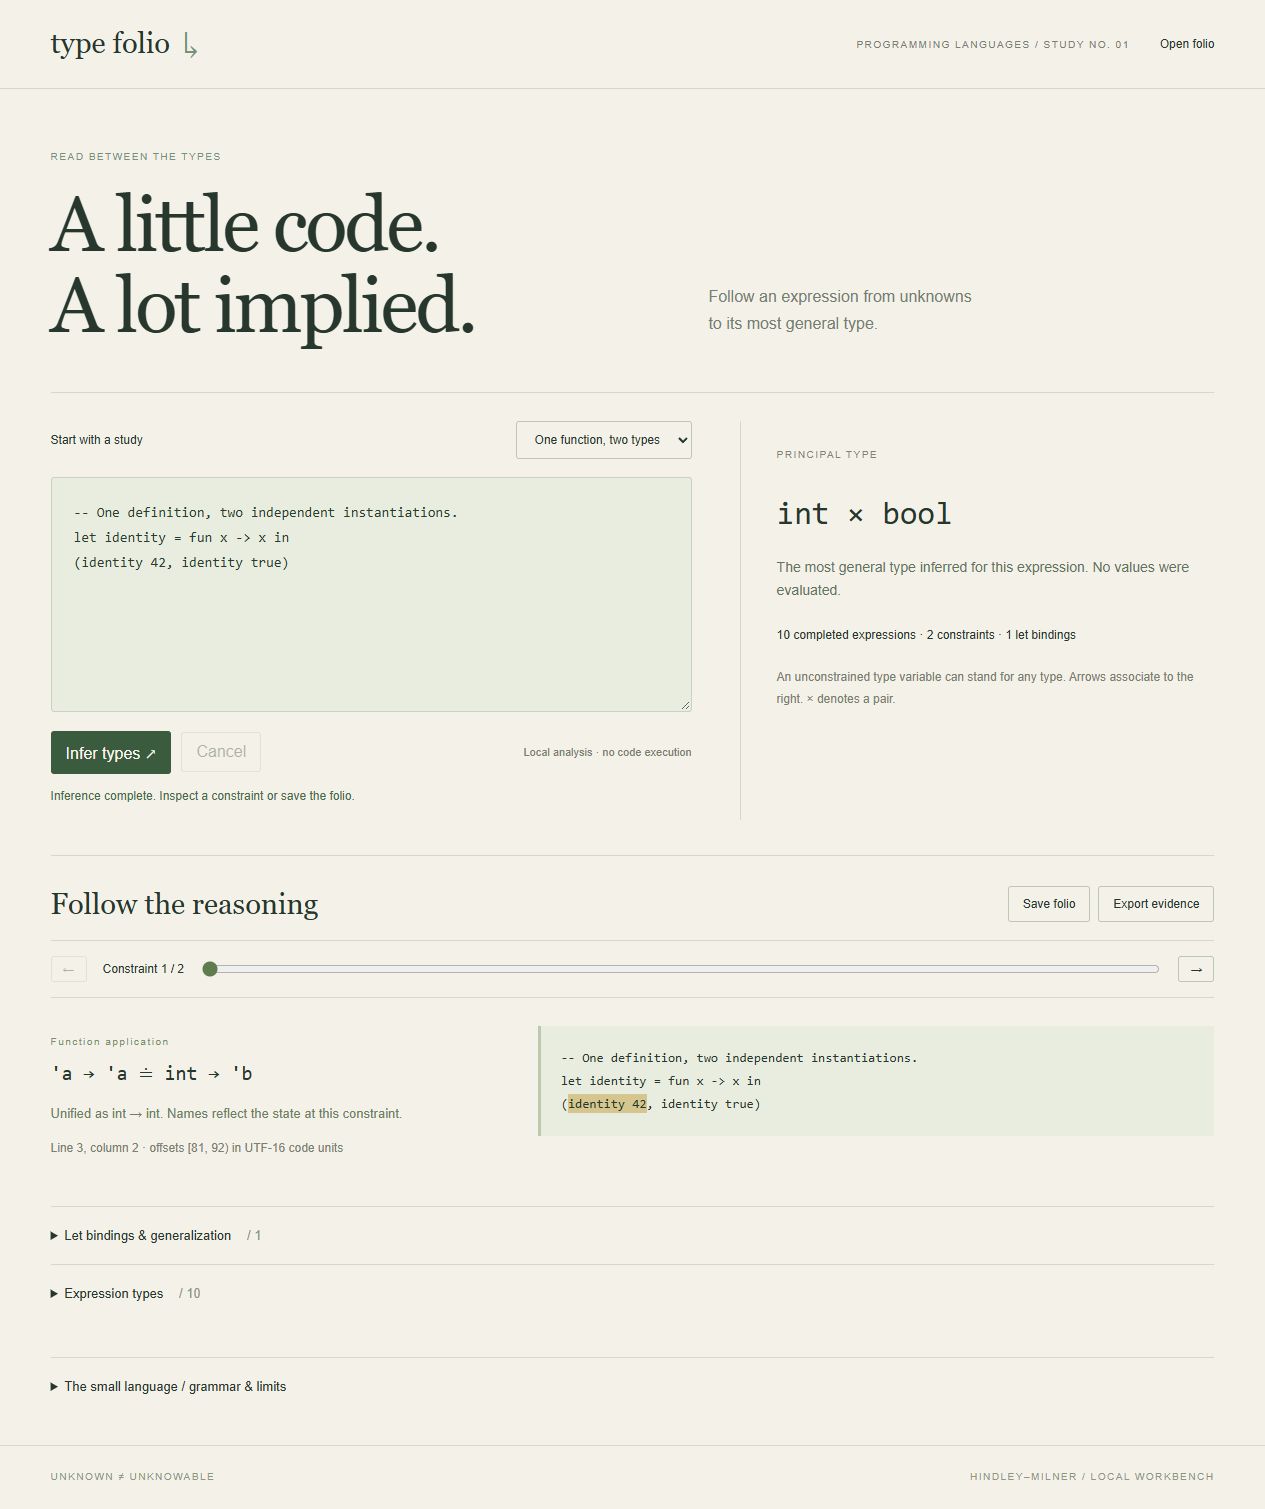 type folio ↳
PROGRAMMING LANGUAGES / STUDY NO. 01
Open folio
READ BETWEEN THE TYPES
A little code.
A lot implied.
Follow an expression from unknowns
to its most general type.
Start with a study
One function, two types
-- One definition, two independent instantiations.
let identity = fun x -> x in
(identity 42, identity true)
Infer types ↗
Cancel
Local analysis · no code execution
Inference complete. Inspect a constraint or save the folio.
PRINCIPAL TYPE
int × bool
The most general type inferred for this expression. No values were
evaluated.
10 completed expressions · 2 constraints · 1 let bindings
An unconstrained type variable can stand for any type. Arrows associate to the
right. × denotes a pair.
Follow the reasoning
Save folio
Export evidence
←
Constraint 1 / 2
→
Function application
'a → 'a ≐ int → 'b
Unified as int → int. Names reflect the state at this constraint.
Line 3, column 2 · offsets [81, 92) in UTF-16 code units
-- One definition, two independent instantiations.
let identity = fun x -> x in
(identity 42, identity true)
Let bindings & generalization / 1
Expression types / 10
The small language / grammar & limits
UNKNOWN ≠ UNKNOWABLE
HINDLEY–MILNER / LOCAL WORKBENCH